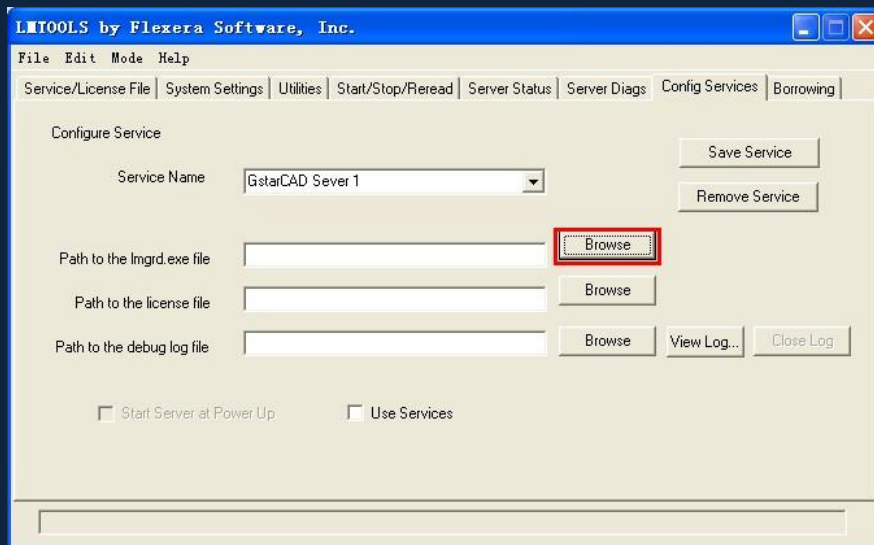 LMTOOLS by Flexera Software, Inc.
File Edit Mode Help
Service/License File System Settings Utilities Start/Stop/Reread Server Status Server Diags Config Services Borrowing
Configure Service
Save Service
Service Name GstarCAD Sever 1
Remove Service
Path to the lmgrd.exe file Browse
Path to the license file Browse
Path to the debug log file Browse View Log... Close Log
Start Server at Power Up Use Services